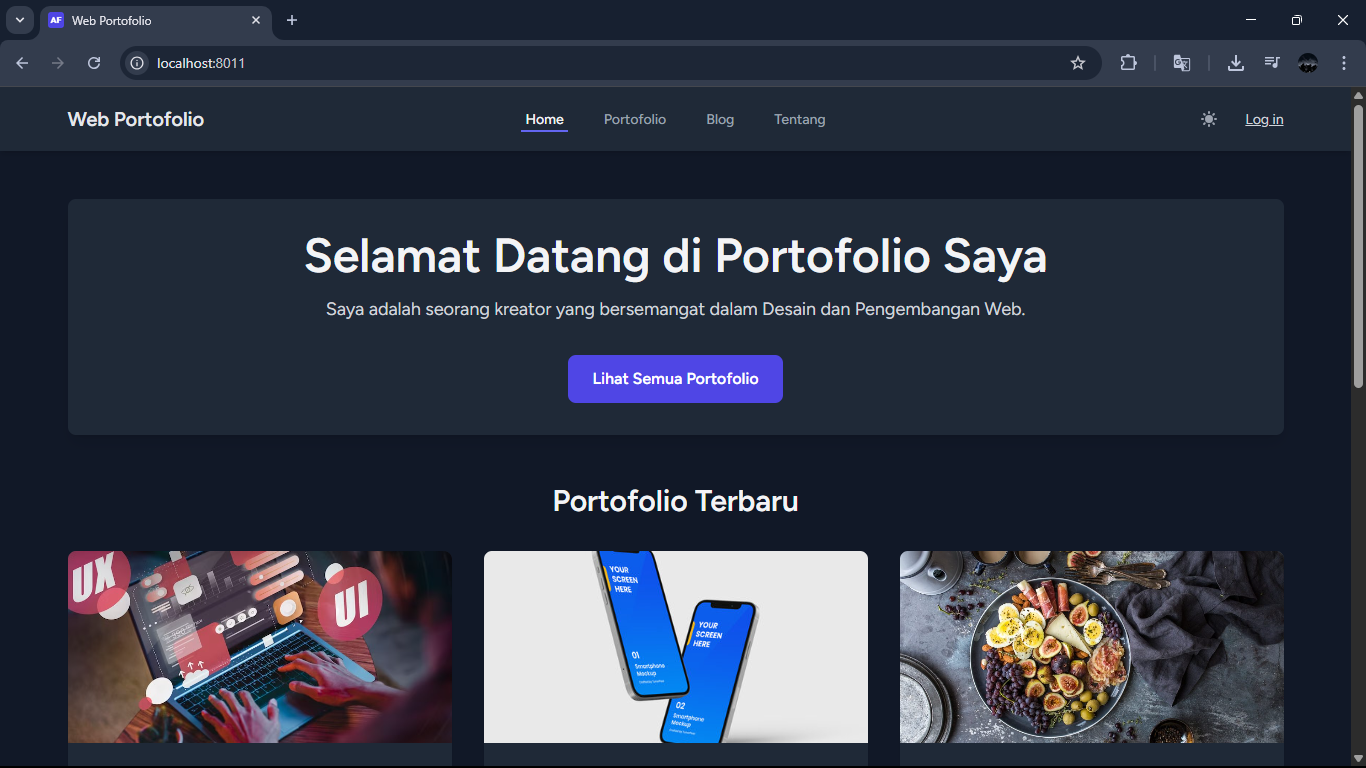 AF Web Portofolio
localhost:8011
Web Portofolio
Home Portofolio Blog Tentang
Log in
Selamat Datang di Portofolio Saya
Saya adalah seorang kreator yang bersemangat dalam Desain dan Pengembangan Web.
Lihat Semua Portofolio
Portofolio Terbaru
UX
UI
YOUR
SCREEN
HERE
01
Smartphone
Mockup
YOUR
SCREEN
HERE
02
Smartphone
Mockup